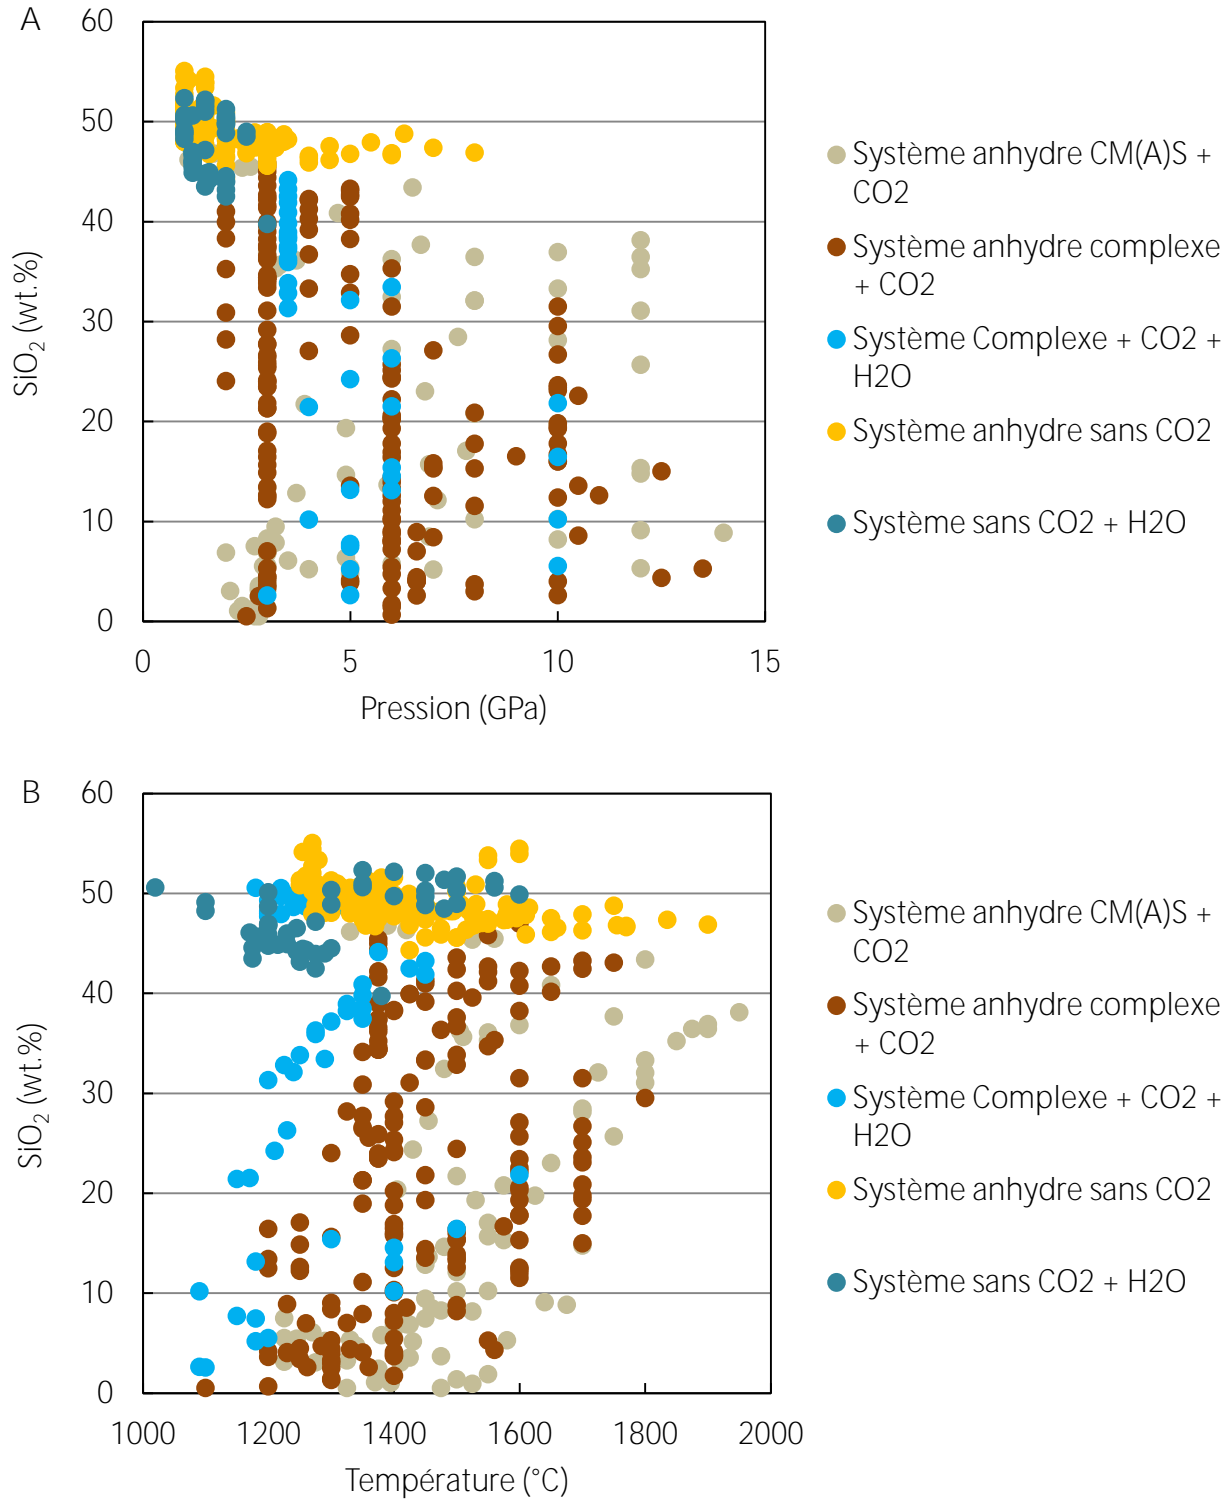 A
60
50
40
30
20
10
0
SiO2 (wt.%)
0 5 10 15
Pression (GPa)
Système anhydre CM(A)S +
CO2
Système anhydre complexe
+ CO2
Système Complexe + CO2 +
H2O
Système anhydre sans CO2
Système sans CO2 + H2O
B
60
50
40
30
20
10
0
SiO2 (wt.%)
1000 1200 1400 1600 1800 2000
Température (°C)
Système anhydre CM(A)S +
CO2
Système anhydre complexe
+ CO2
Système Complexe + CO2 +
H2O
Système anhydre sans CO2
Système sans CO2 + H2O